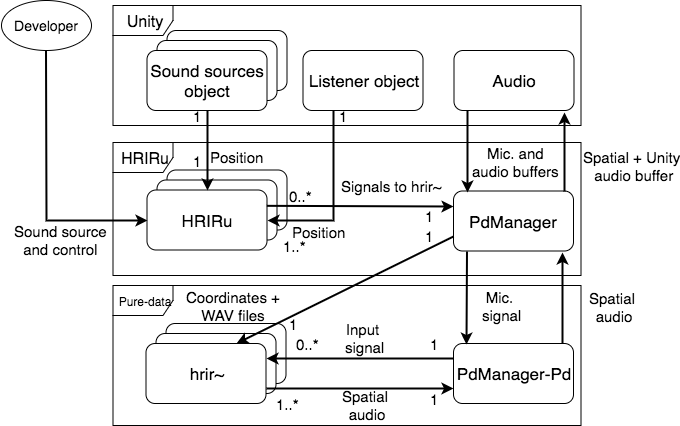 Developer
Unity
Sound sources
object
Listener object
Audio
1
1
HRIRu
1
Position
Mic. and
audio buffers
Spatial + Unity
audio buffer
0..*
Signals to hrir~
HRIRu
1
PdManager
Sound source
and control
Position
1
1..*
Pure-data
Coordinates +
WAV files
Mic.
signal
Spatial
audio
1
0..*
Input
signal
1
hrir~
PdManager-Pd
1..*
Spatial
audio
1